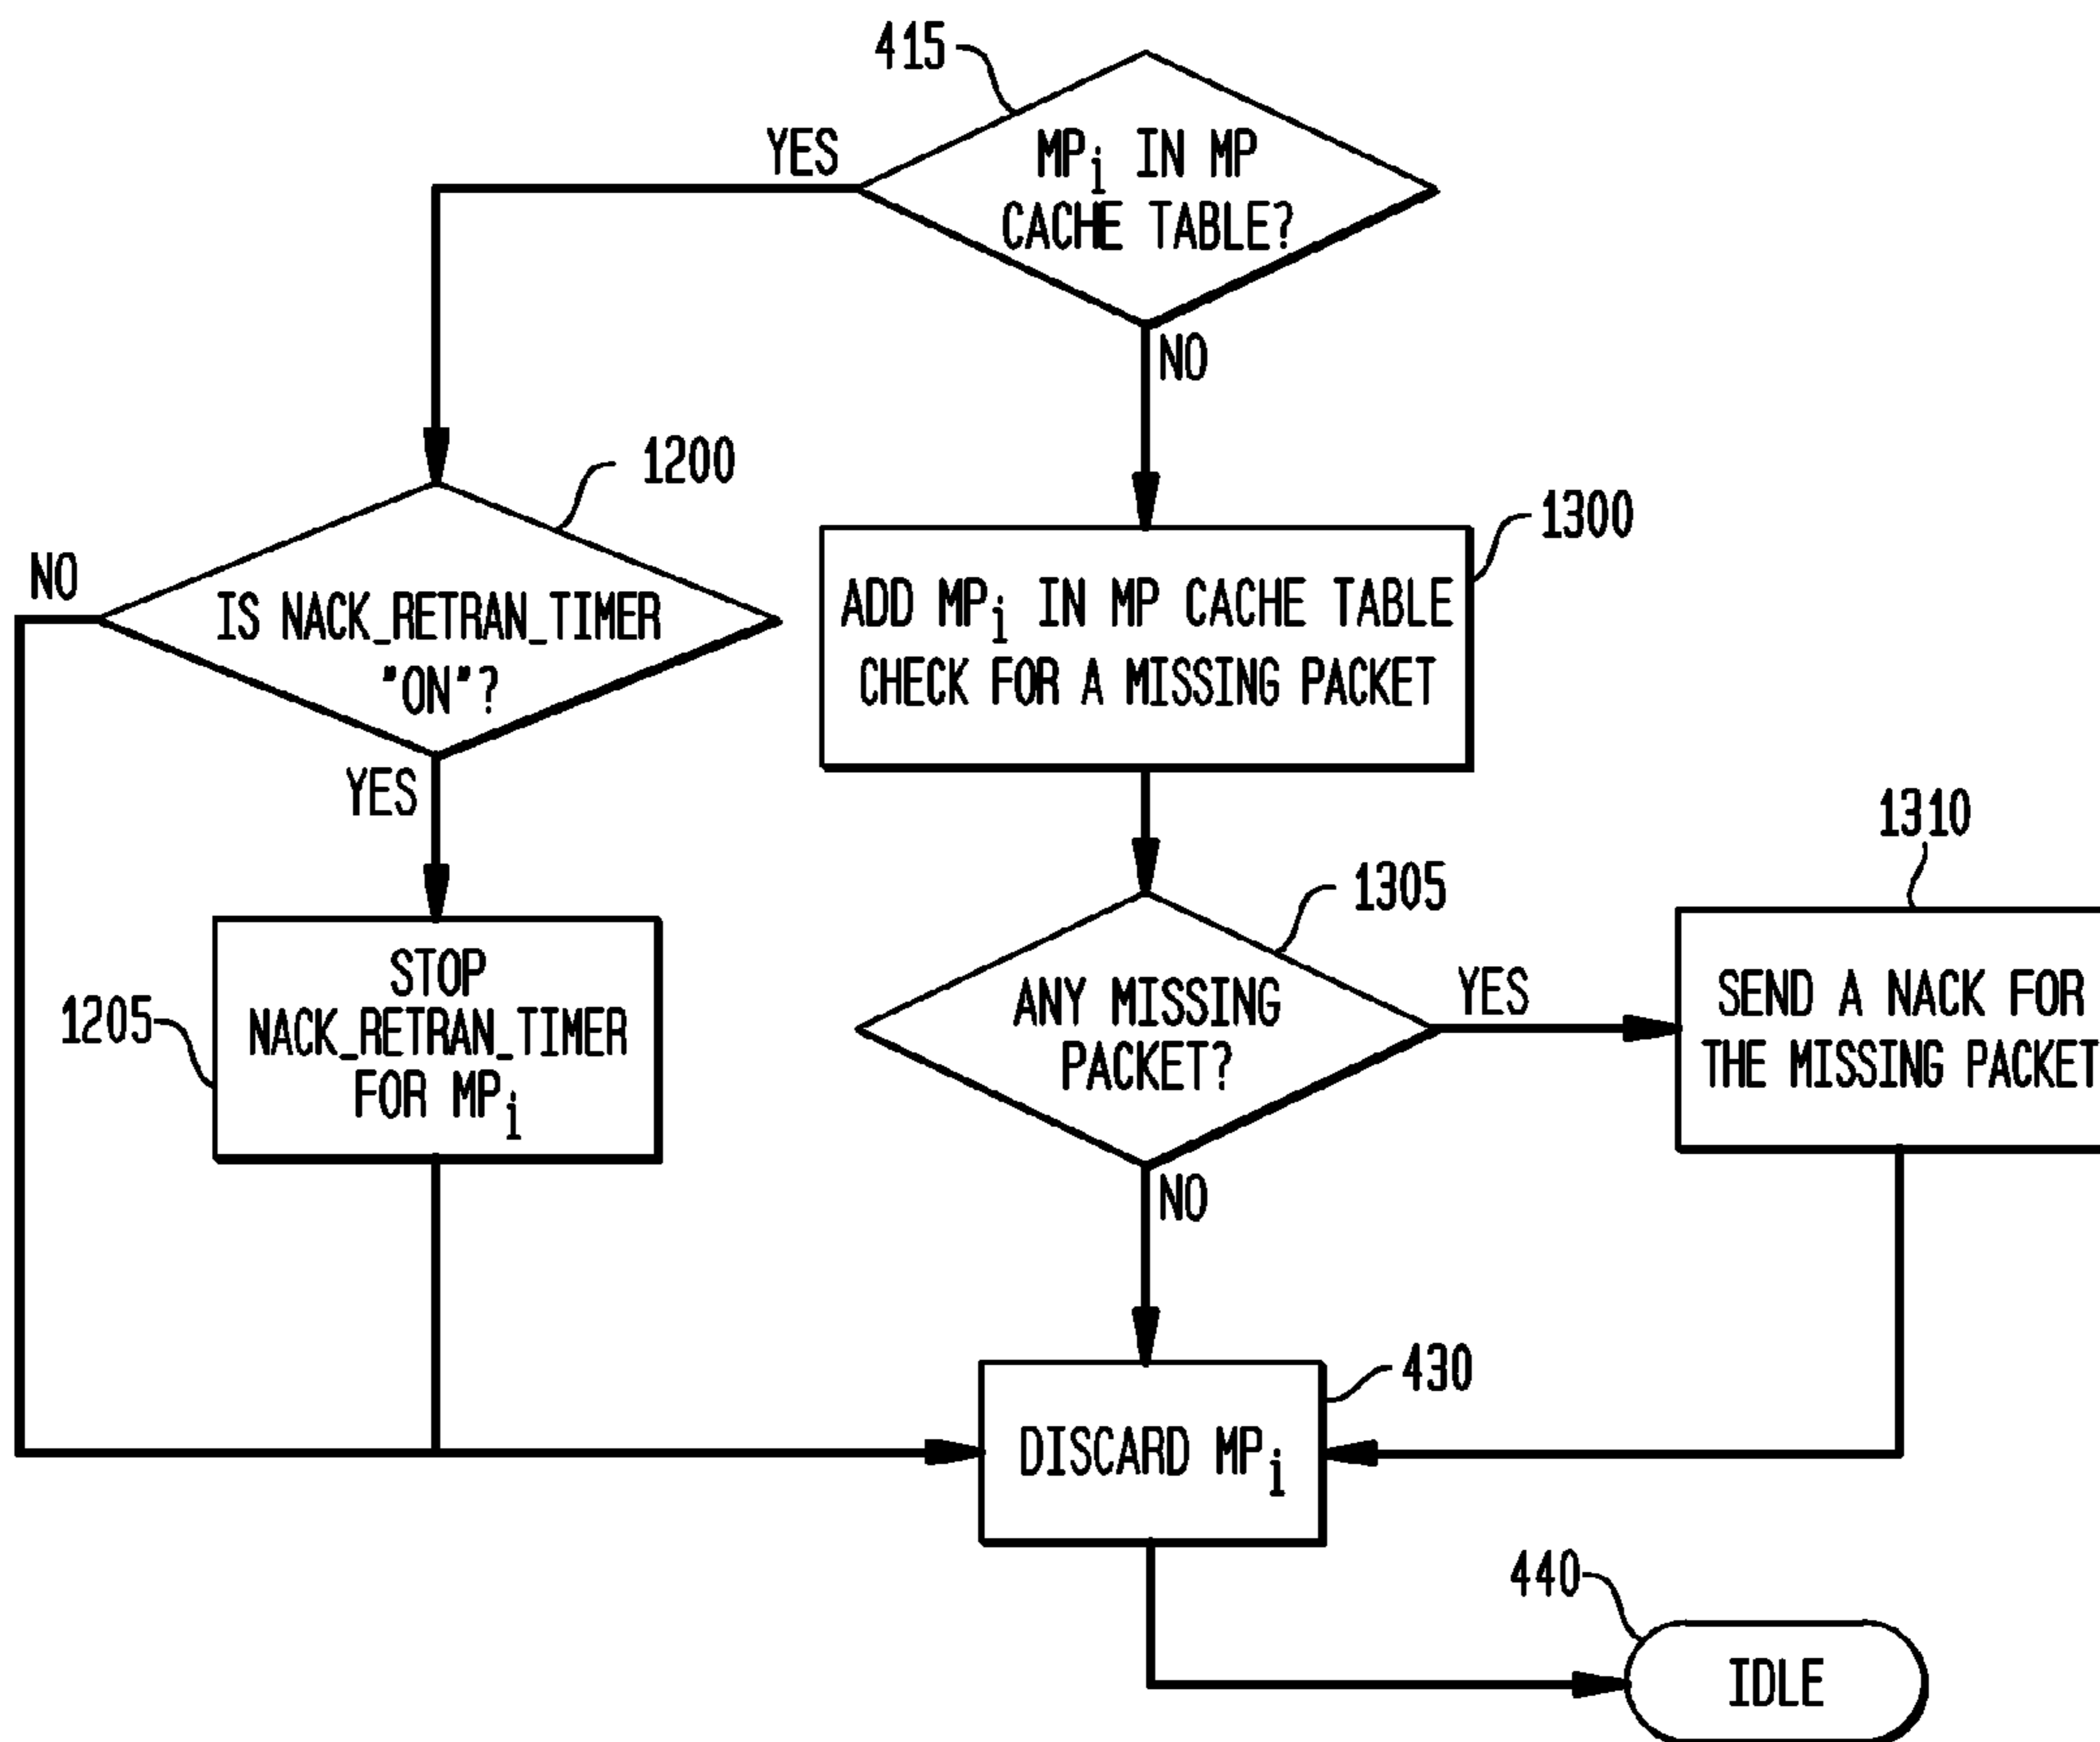 415
MPi IN MP
CACHE TABLE?
YES
NO
1200
1300
NO
IS NACK_RETRAN_TIMER
"ON"?
ADD MPi IN MP CACHE TABLE
CHECK FOR A MISSING PACKET
YES
1310
1305
STOP
NACK_RETRAN_TIMER
FOR MPi
1205
ANY MISSING
PACKET?
YES
SEND A NACK FOR
THE MISSING PACKET
NO
430
DISCARD MPi
440
IDLE